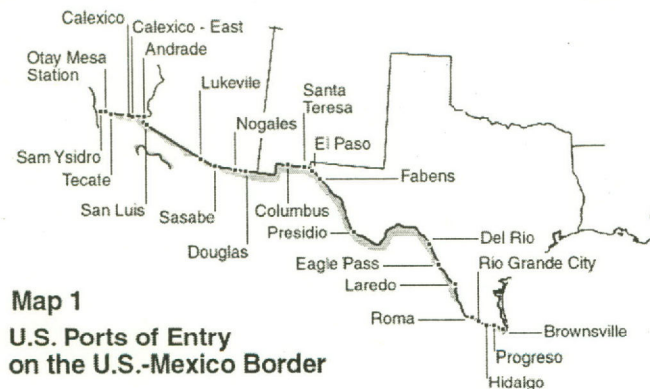 Calexico
Calexico - East
Andrade
Otay Mesa
Station
Lukevile
Santa
Teresa
Nogales
El Paso
Sam Ysidro
Tecate
Fabens
San Luis
Sasabe
Columbus
Presidio
Douglas
Del Rio
Eagle Pass
Rio Grande City
Laredo
Roma
Brownsville
Progreso
Hidalgo
Map 1
U.S. Ports of Entry
on the U.S.-Mexico Border